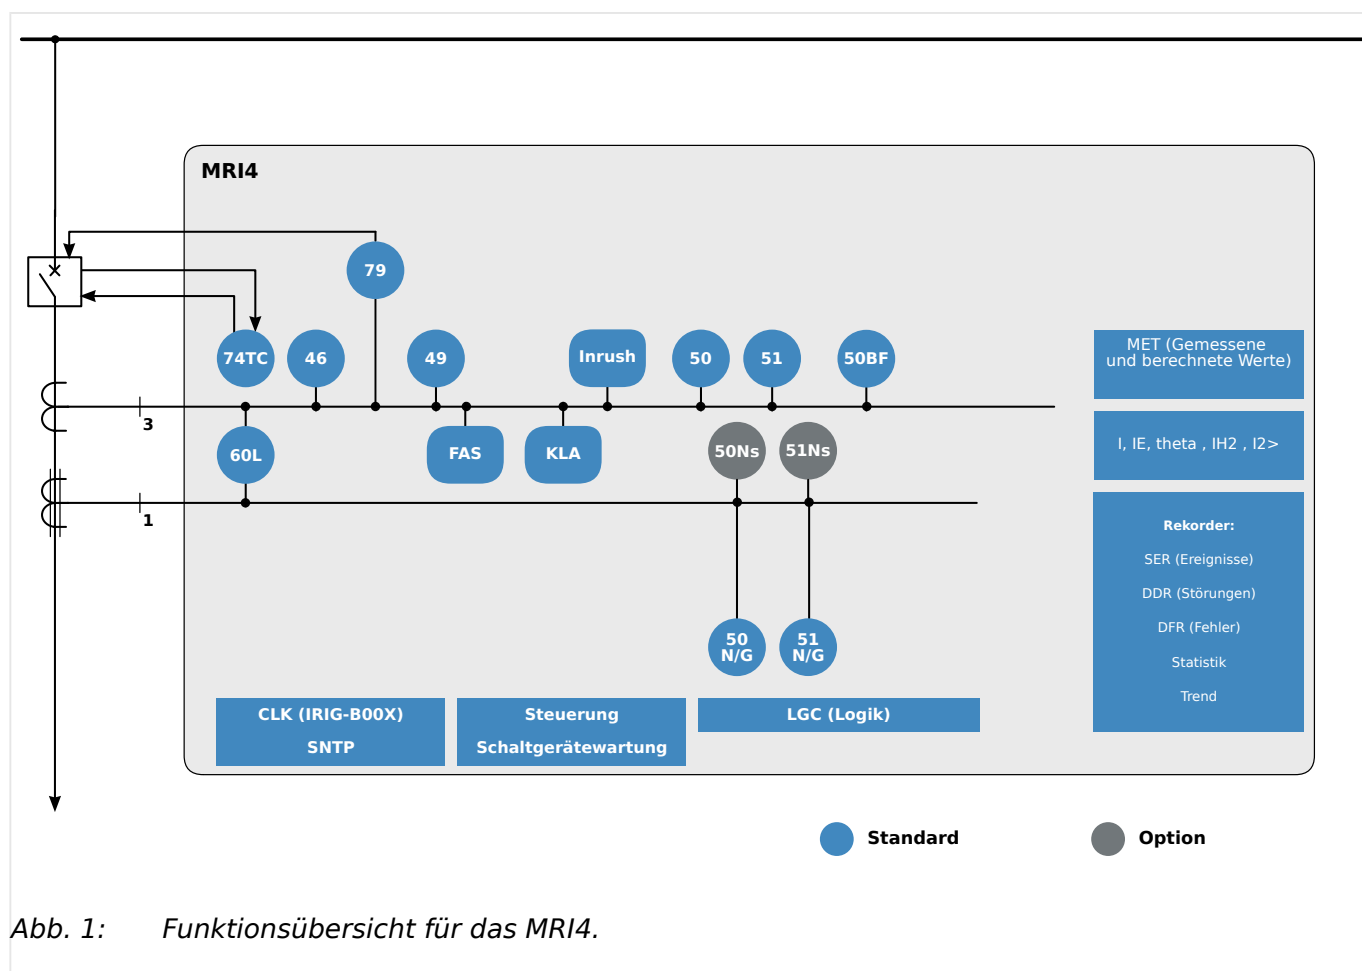 MRI4
79
74TC
46
49
Inrush
50
51
50BF
MET (Gemessene
und berechnete Werte)
3
60L
FAS
KLA
50Ns
51Ns
I, IE, theta , IH2 , I2>
1
Rekorder:
SER (Ereignisse)
DDR (Störungen)
DFR (Fehler)
Statistik
Trend
50
N/G
51
N/G
CLK (IRIG-B00X)
SNTP
Steuerung
Schaltgerätewartung
LGC (Logik)
Standard
Option
Abb. 1: Funktionsübersicht für das MRI4.